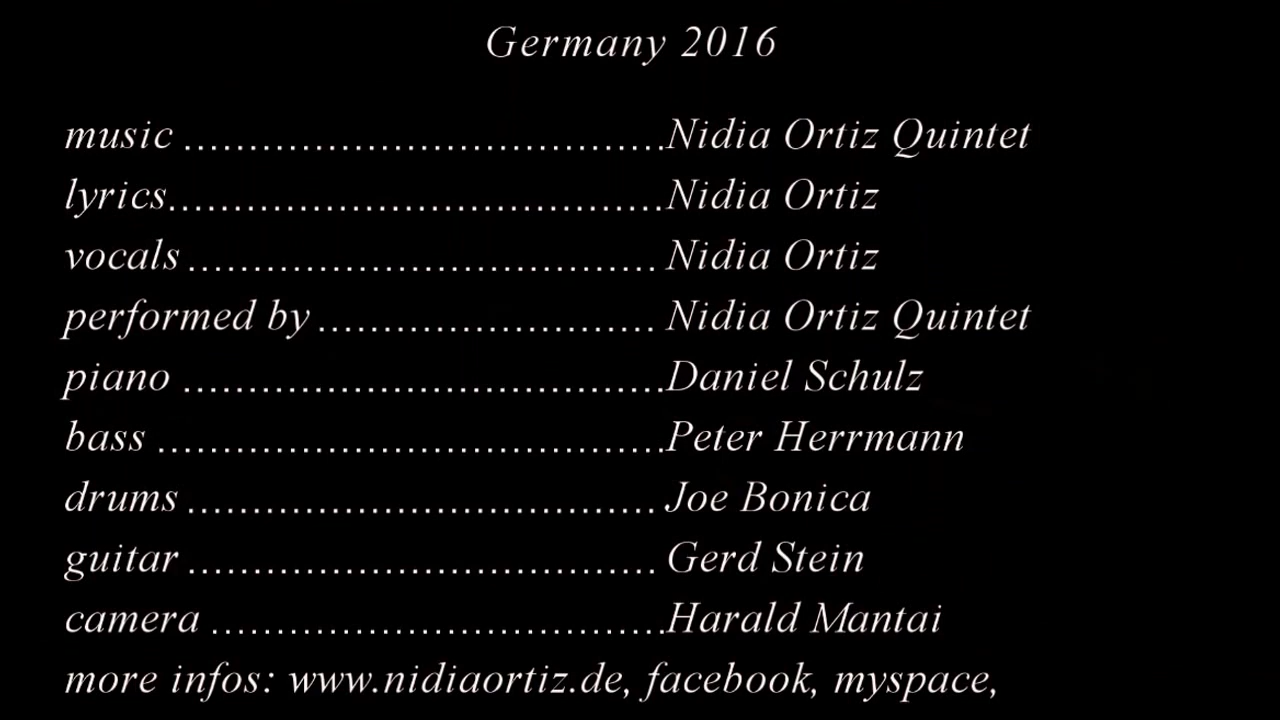 Germany 2016
music .....................................Nidia Ortiz Quintet
lyrics......................................Nidia Ortiz
vocals .................................... Nidia Ortiz
performed by .......................... Nidia Ortiz Quintet
piano .....................................Daniel Schulz
bass .......................................Peter Herrmann
drums .................................... Joe Bonica
guitar .................................... Gerd Stein
camera ...................................Harald Mantai
more infos: www.nidiaortiz.de, facebook, myspace,